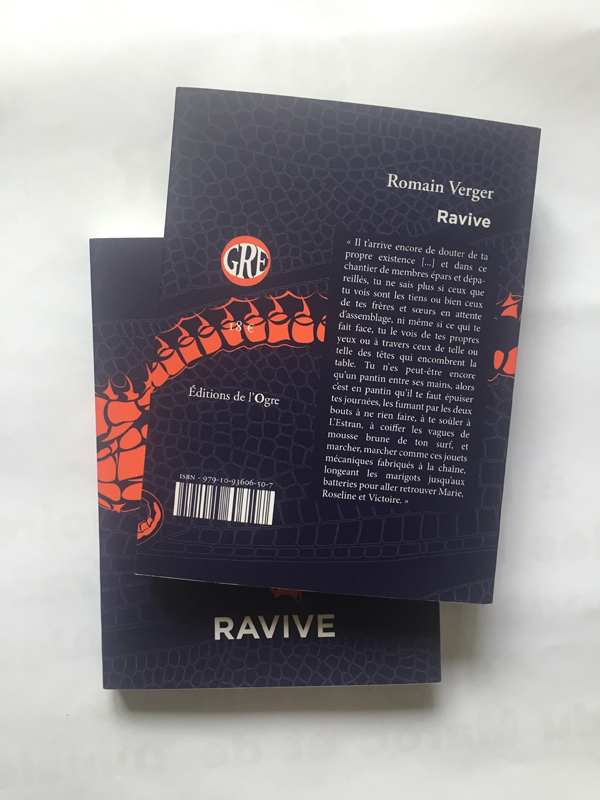 Romain Verger
Ravive
« Il t'arrive encore de douter de ta
propre existence [...] et dans ce
chantier de membres épars et dépa-
reillés, tu ne sais plus si ceux que
tu vois sont les tiens ou bien ceux
de tes frères et sœurs en attente
d'assemblage, ni même si ce qui te
fait face, tu le vois de tes propres
yeux ou à travers ceux de telle ou
telle des têtes qui encombrent la
table. Tu n'es peut-être encore
qu'un pantin entre ses mains, alors
c'est en pantin qu'il te faut épuiser
tes journées, les fumant par les deux
bouts à ne rien faire, à te soûler à
L'Estran, à coiffer les vagues de
mousse brune de ton surf, et
marcher, marcher comme ces jouets
mécaniques fabriqués à la chaîne,
longeant les marigots jusqu'aux
batteries pour aller retrouver Marie,
Roseline et Victoire. »
GRE
18 €
Éditions de l'Ogre
ISBN - 979-10-93606-50-7
RAVIVE